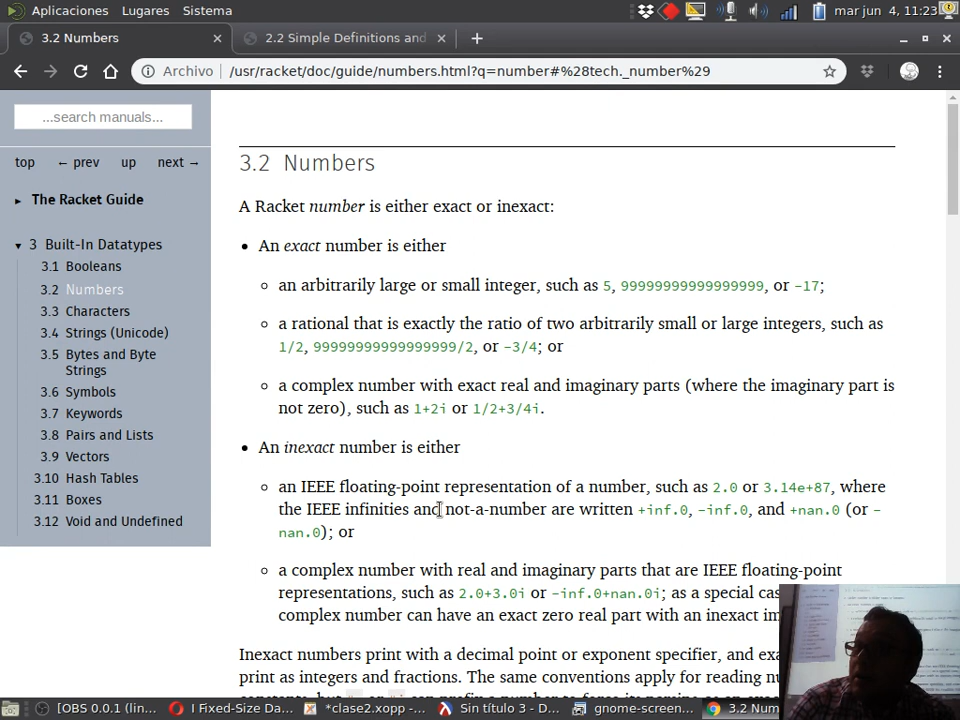 Aplicaciones Lugares Sistema mar jun 4, 11:23
3.2 Numbers 2.2 Simple Definitions and
Archivo /usr/racket/doc/guide/numbers.html?q=number#%28tech._number%29
...search manuals...
top ← prev up next →
The Racket Guide
3 Built-In Datatypes
3.1 Booleans
3.2 Numbers
3.3 Characters
3.4 Strings (Unicode)
3.5 Bytes and Byte
Strings
3.6 Symbols
3.7 Keywords
3.8 Pairs and Lists
3.9 Vectors
3.10 Hash Tables
3.11 Boxes
3.12 Void and Undefined
3.2 Numbers
A Racket number is either exact or inexact:
• An exact number is either
◦ an arbitrarily large or small integer, such as 5, 99999999999999999, or -17;
◦ a rational that is exactly the ratio of two arbitrarily small or large integers, such as
1/2, 99999999999999999/2, or -3/4; or
◦ a complex number with exact real and imaginary parts (where the imaginary part is
not zero), such as 1+2i or 1/2+3/4i.
• An inexact number is either
◦ an IEEE floating-point representation of a number, such as 2.0 or 3.14e+87, where
the IEEE infinities and not-a-number are written +inf.0, -inf.0, and +nan.0 (or -
nan.0); or
◦ a complex number with real and imaginary parts that are IEEE floating-point
representations, such as 2.0+3.0i or -inf.0+nan.0i; as a special cas
complex number can have an exact zero real part with an inexact im
Inexact numbers print with a decimal point or exponent specifier, and exa
print as integers and fractions. The same conventions apply for reading nu
[OBS 0.0.1 (lin... I Fixed-Size Da... *clase2.xopp - ... Sin título 3 - D... gnome-screen... 3.2 Num